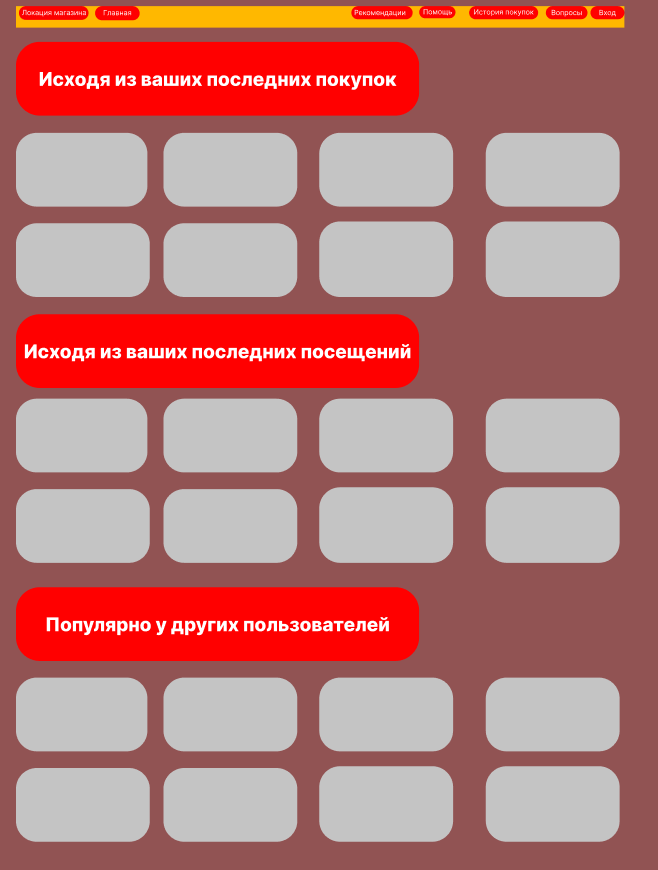 Локация магазина Главная Рекомендации Помощь История покупок Вопросы Вход
Исходя из ваших последних покупок
Исходя из ваших последних посещений
Популярно у других пользователей